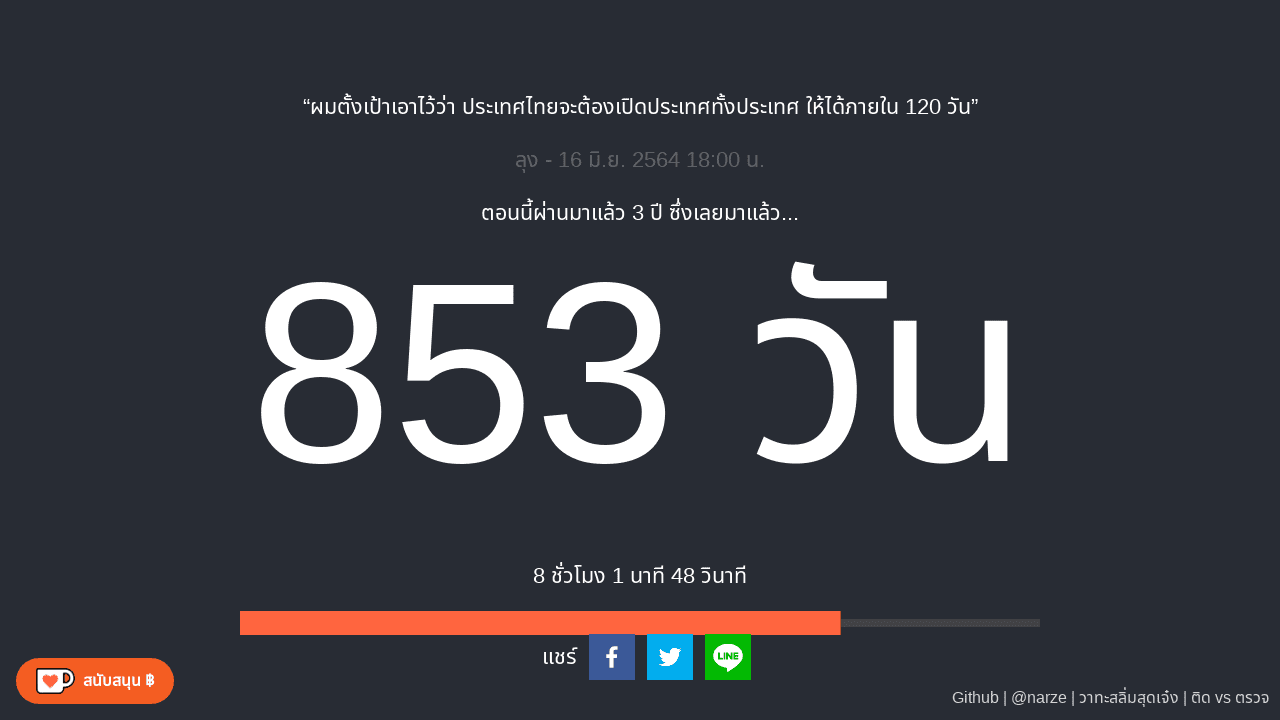 “ผมตั้งเป้าเอาไว้ว่า ประเทศไทยจะต้องเปิดประเทศทั้งประเทศ ให้ได้ภายใน 120 วัน”
ลุง - 16 มิ.ย. 2564 18:00 น.
ตอนนี้ผ่านมาแล้ว 3 ปี ซึ่งเลยมาแล้ว...
853 วัน
8 ชั่วโมง 1 นาที 48 วินาที
แชร์ LINE
สนับสนุน ฿
Github | @narze | วาทะสลิ่มสุดเจ๋ง | ติด vs ตรวจ